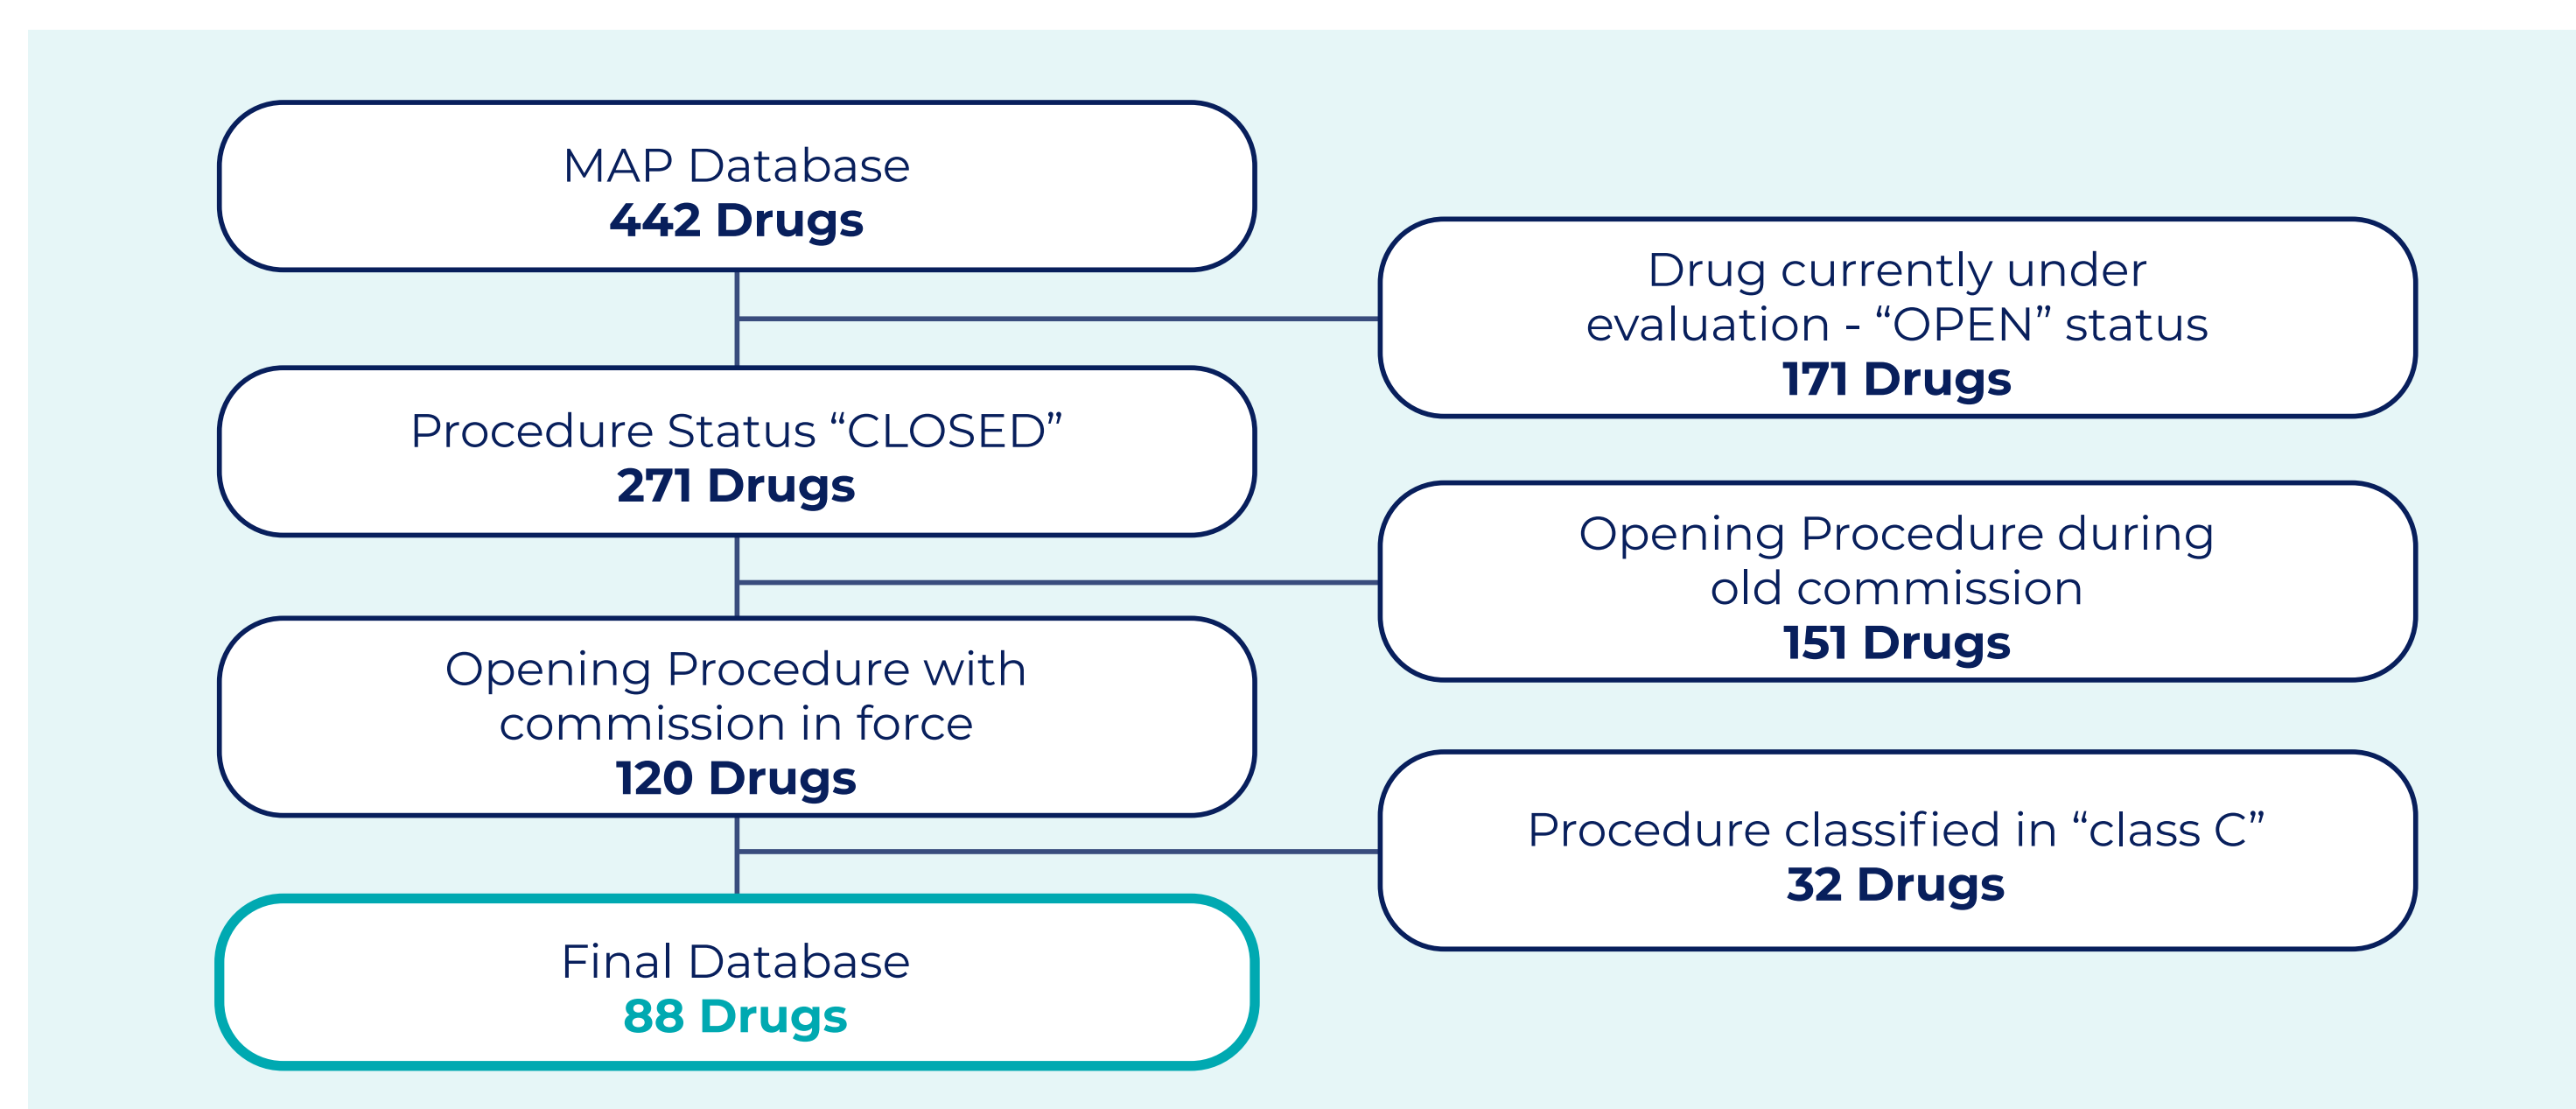 MAP Database
442 Drugs
Drug currently under
evaluation - “OPEN” status
171 Drugs
Procedure Status “CLOSED”
271 Drugs
Opening Procedure during
old commission
151 Drugs
Opening Procedure with
commission in force
120 Drugs
Procedure classified in “class C”
32 Drugs
Final Database
88 Drugs